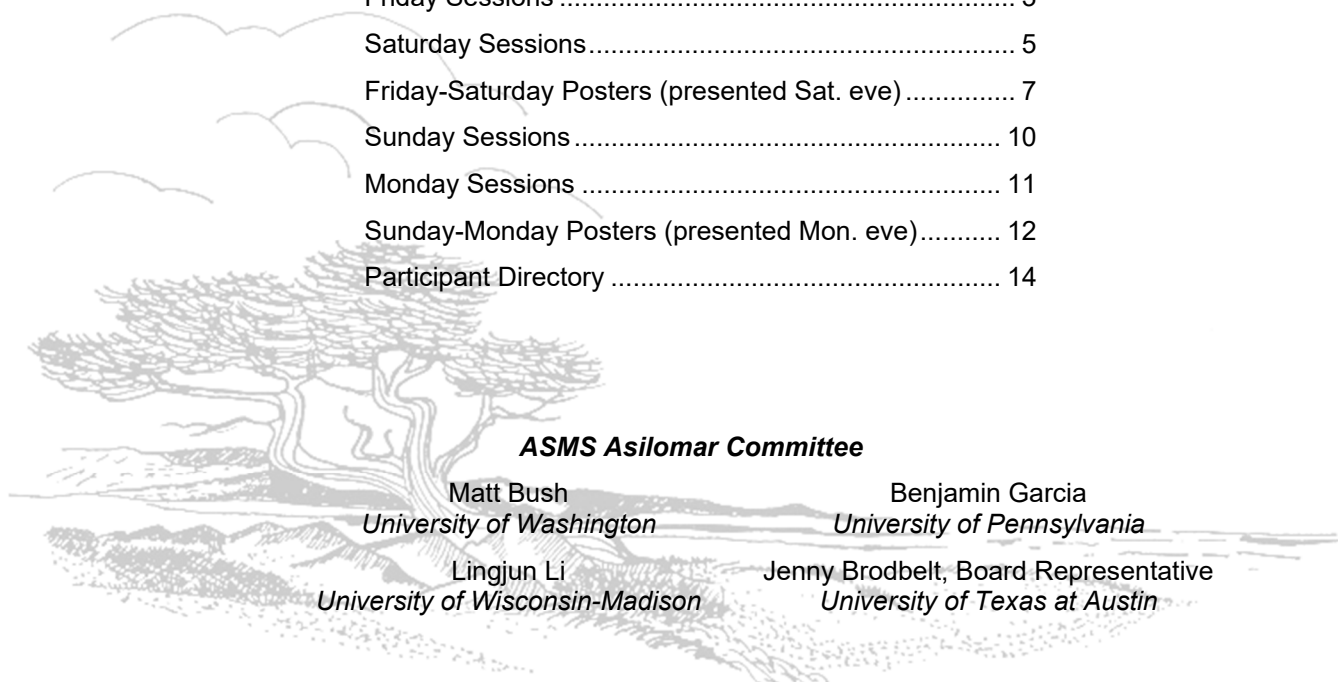 Friday Sessions ............................................................
Saturday Sessions............................................................ 5
Friday-Saturday Posters (presented Sat. eve) ............... 7
Sunday Sessions ......................................................... 10
Monday Sessions ........................................................ 11
Sunday-Monday Posters (presented Mon. eve)........... 12
Participant Directory .................................................... 14
ASMS Asilomar Committee
Matt Bush
University of Washington
Benjamin Garcia
University of Pennsylvania
Lingjun Li
University of Wisconsin-Madison
Jenny Brodbelt, Board Representative
University of Texas at Austin